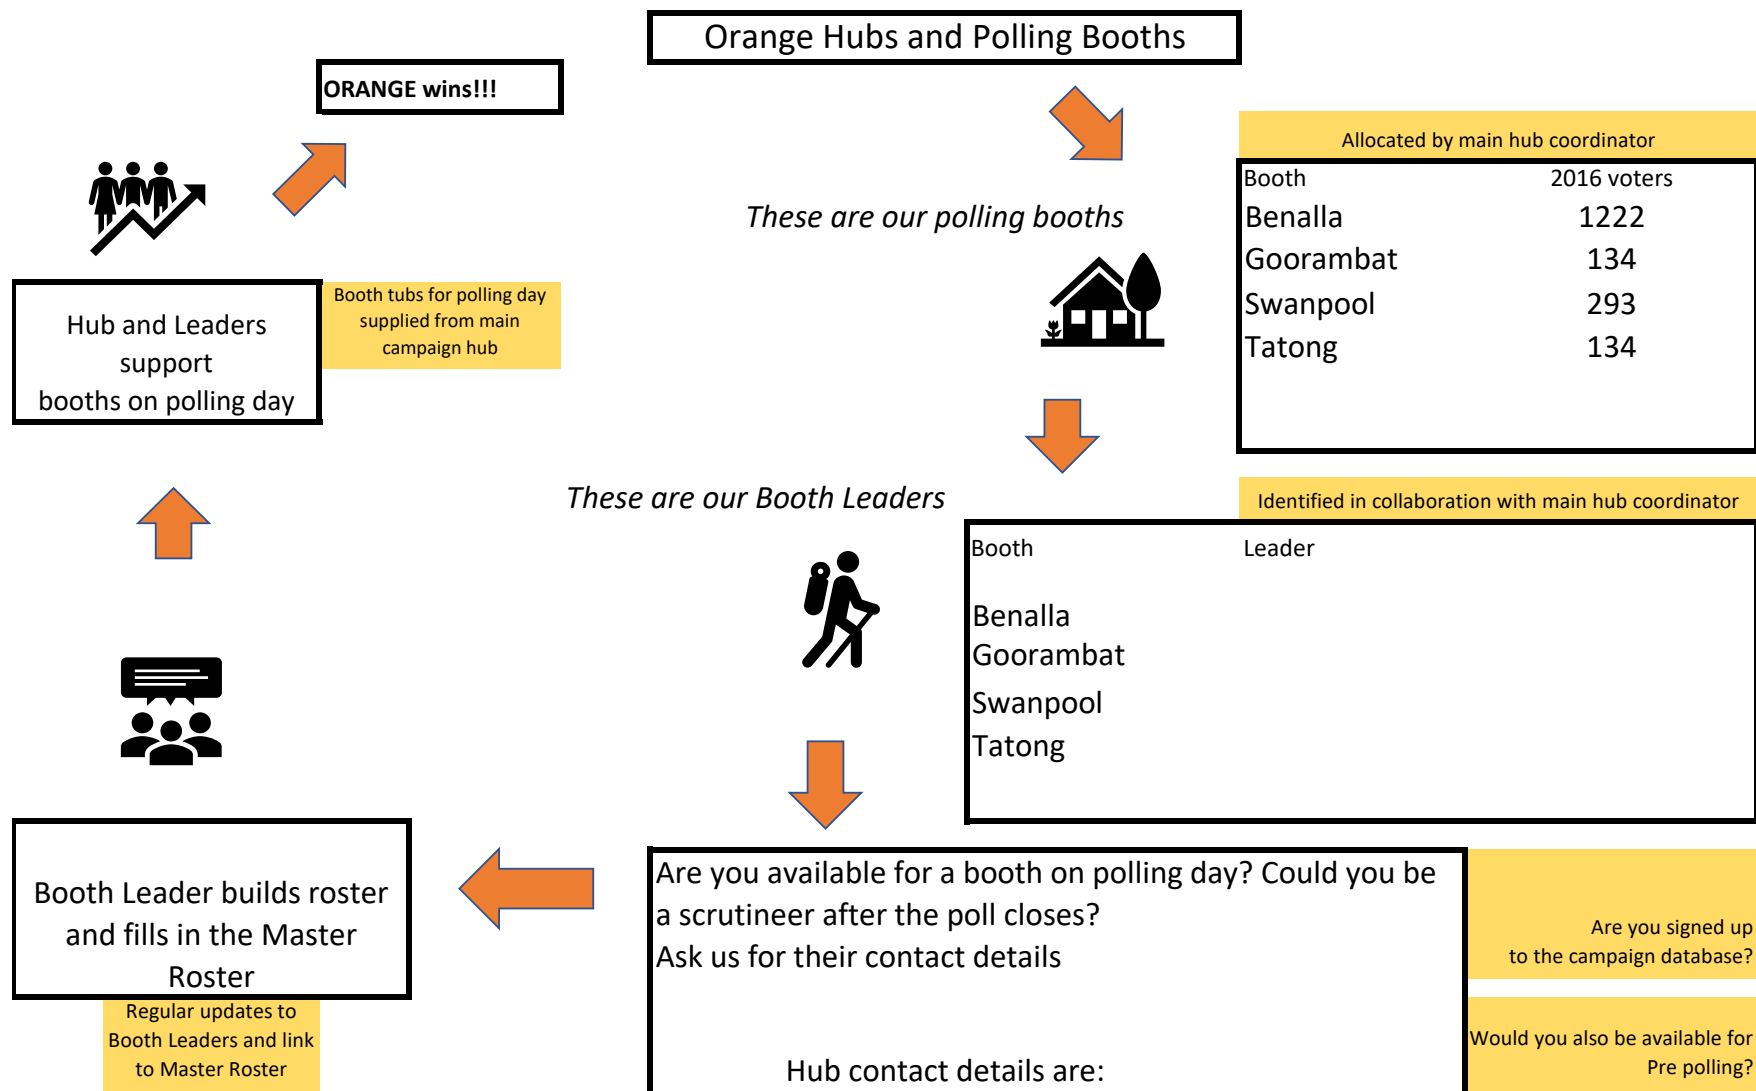 Orange Hubs and Polling Booths
ORANGE wins!!!
Allocated by main hub coordinator
Booth 2016 voters
Benalla 1222
Goorambat 134
Swanpool 293
Tatong 134
These are our polling booths
Hub and Leaders
support
booths on polling day
Booth tubs for polling day
supplied from main
campaign hub
These are our Booth Leaders
Identified in collaboration with main hub coordinator
Booth Leader
Benalla
Goorambat
Swanpool
Tatong
Are you available for a booth on polling day? Could you be
a scrutineer after the poll closes?
Ask us for their contact details
Hub contact details are:
Are you signed up
to the campaign database?
Would you also be available for
Pre polling?
Booth Leader builds roster
and fills in the Master
Roster
Regular updates to
Booth Leaders and link
to Master Roster